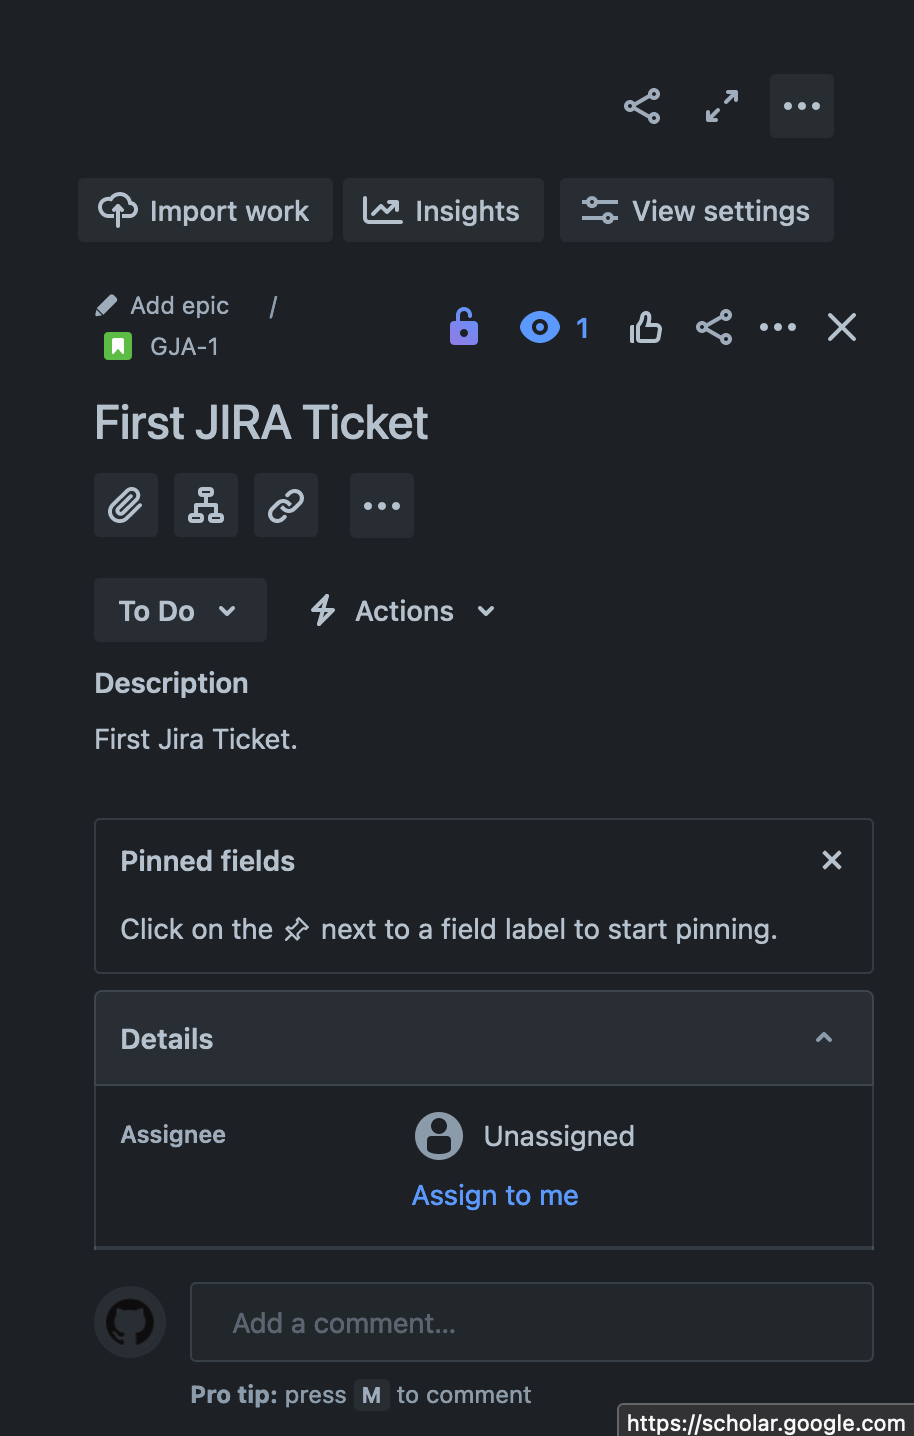 Import work
Insights
View settings
Add epic /
GJA-1
1
First JIRA Ticket
To Do
Actions
Description
First Jira Ticket.
Pinned fields
Click on the next to a field label to start pinning.
Details
Assignee
Unassigned
Assign to me
Add a comment...
Pro tip: press M to comment
https://scholar.google.com